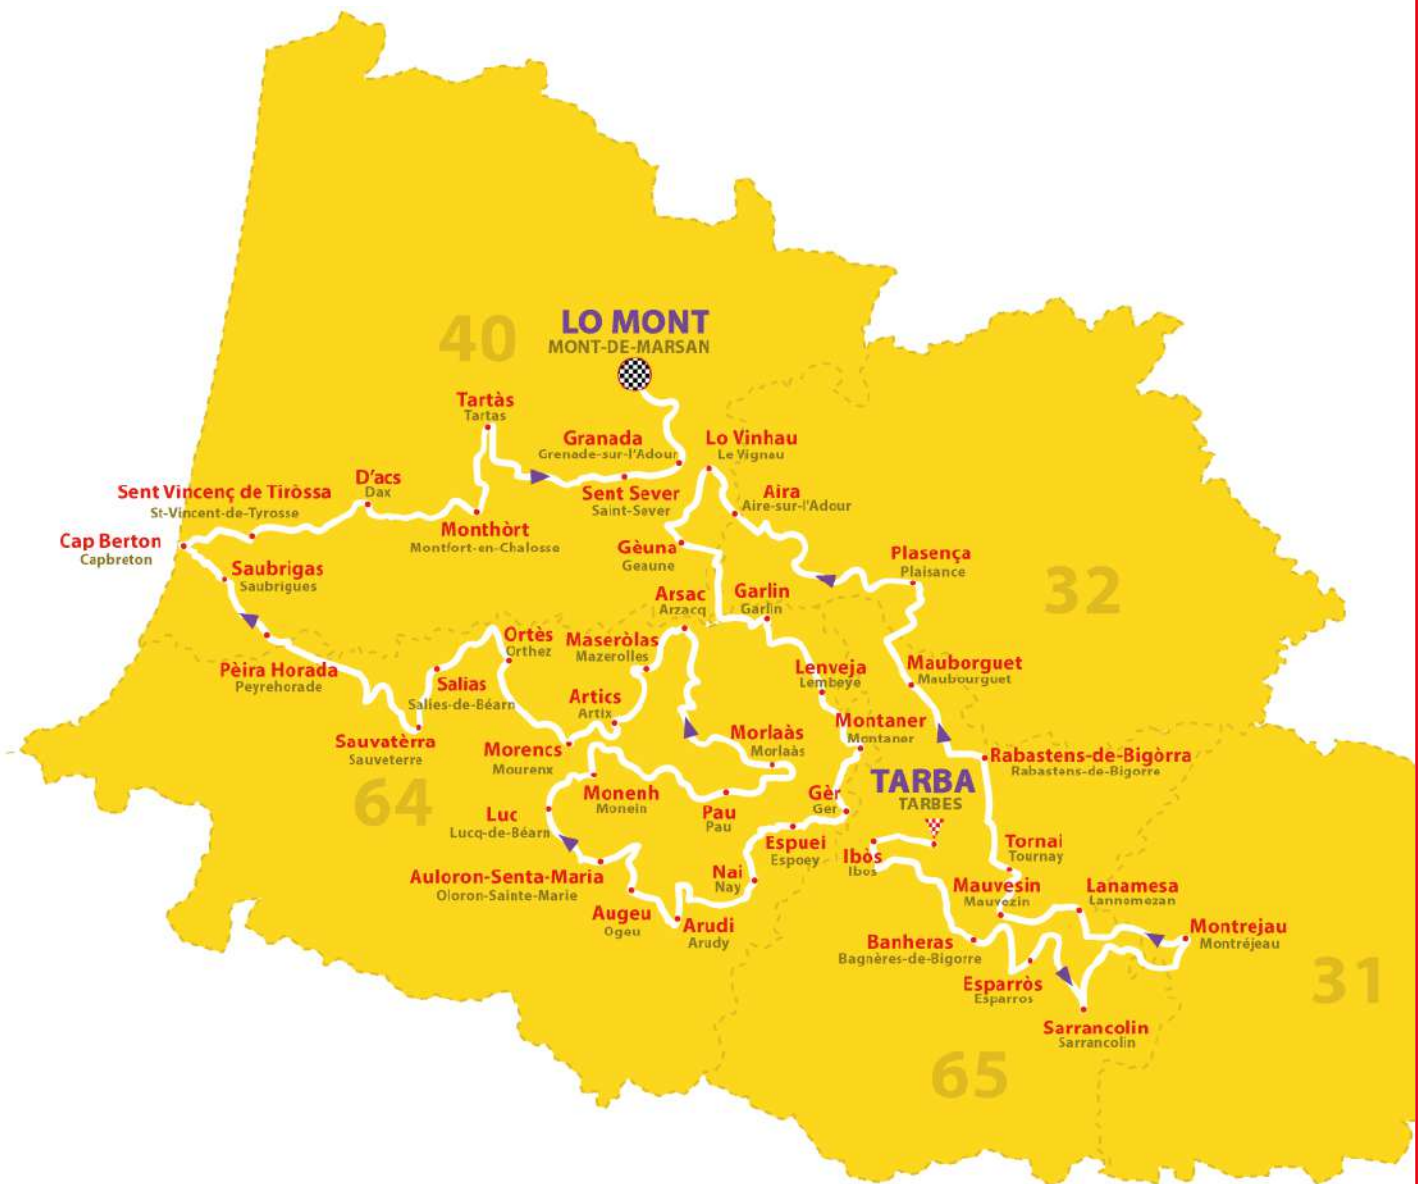 40
LO MONT
MONT-DE-MARSAN
Tartàs
Tartas
Granada
Grenade-sur-l'Adour
Lo Vinhau
Le Vignau
D'acs
Dax
Sent Vincenç de Tiròssa
St-Vincent-de-Tyrosse
Sent Sever
Saint-Sever
Aira
Aire-sur-l'Adour
Cap Berton
Capbreton
Monthòrt
Montfort-en-Chalosse
Gèuna
Geaune
Plasença
Plaisance
Saubrigas
Saubrigues
32
Arsac
Arzacq
Garlin
Garlin
Ortès
Orthez
Maseròlas
Mazerolles
Pèira Horada
Peyrehorade
Salias
Salies-de-Béarn
Lenveja
Lembeye
Mauborguet
Maubourguet
Artics
Artix
Sauvatèrra
Sauveterre
Morencs
Mourenx
Morlaàs
Morlaàs
Montaner
Montaner
Rabastens-de-Bigòrra
Rabastens-de-Bigorre
64
TARBA
TARBES
Monenh
Monein
Pau
Pau
Gèr
Ger
Luc
Lucq-de-Béarn
Espuei
Espoey
Ibòs
Ibos
Tornai
Tournay
Auloron-Senta-Maria
Oloron-Sainte-Marie
Nai
Nay
Mauvesin
Mauvezin
Lanamesa
Lannemezan
Augeu
Ogeu
Arudi
Arudy
Banheras
Bagnères-de-Bigorre
Montrejau
Montréjeau
Esparròs
Esparros
31
Sarrancolin
Sarrancolin
65